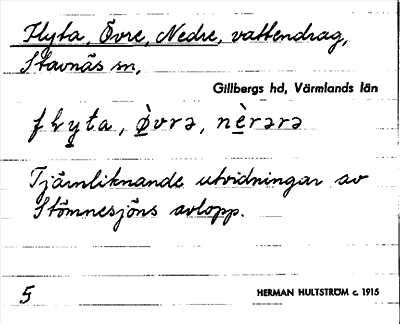 Flyta, Övre, Nedre, vattendrag,
Stavnäs sn,
Gillbergs hd, Värmlands län
flyta, øvrə, nèrərə
Tjärnliknande utvidningar av
Stömnesjöns avlopp.
5
HERMAN HULTSTRÖM c. 1915